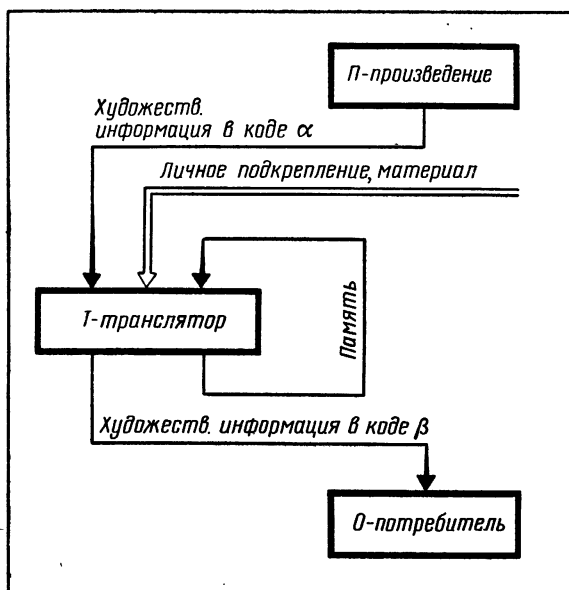 П-произведение
Художеств.
информация в коде α
Личное подкрепление, материал
Т-транслятор
Память
Художеств. информация в коде β
О-потребитель